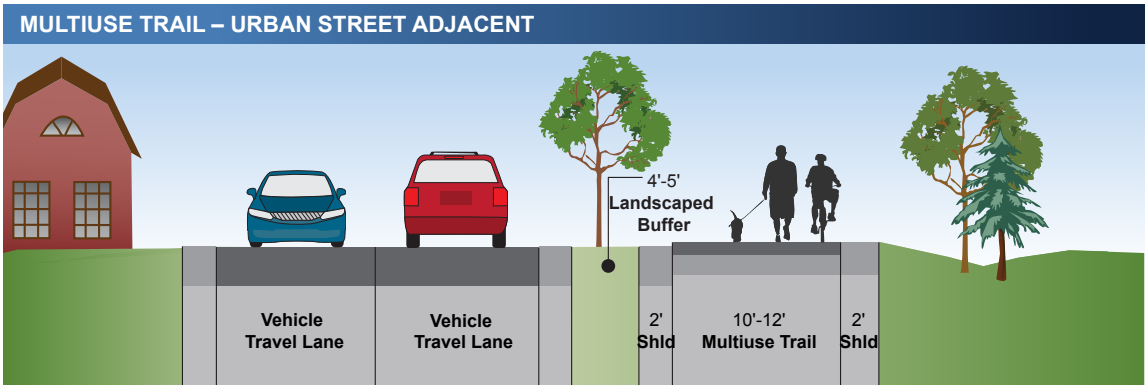 MULTIUSE TRAIL – URBAN STREET ADJACENT
4'-5'
Landscaped
Buffer
Vehicle
Travel Lane
Vehicle
Travel Lane
2'
Shld
10'-12'
Multiuse Trail
2'
Shld